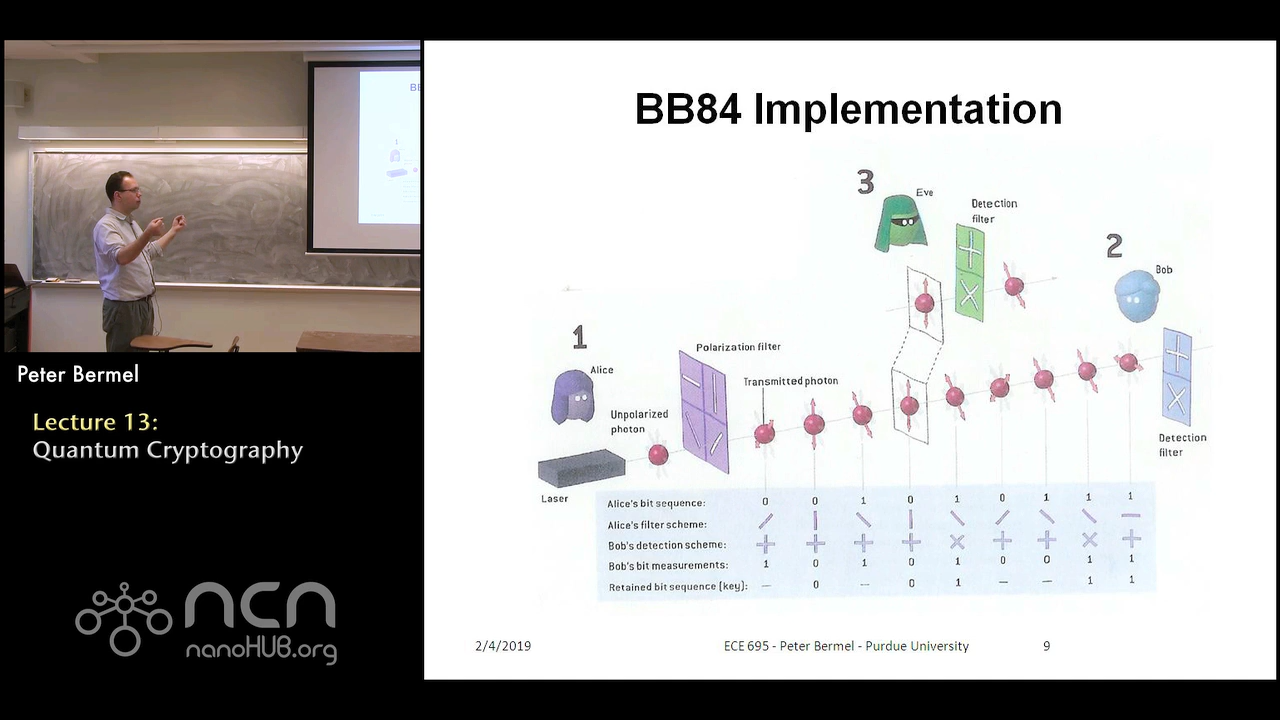 BB84 Implementation
3
Eve
Detection
filter
2
Bob
1
Alice
Polarization filter
Transmitted photon
Unpolarized
photon
Laser
Detection
filter
Alice's bit sequence: 0 0 1 0 1 0 1 1 1
Alice's filter scheme: / | \ | \ / \ \ —
Bob's detection scheme: + + + + × + + × +
Bob's bit measurements: 1 0 1 0 1 0 0 1 1
Retained bit sequence (key): — 0 — 0 1 — — 1 1
2/4/2019 ECE 695 - Peter Bermel - Purdue University 9
Peter Bermel
Lecture 13:
Quantum Cryptography
ncn
nanoHUB.org